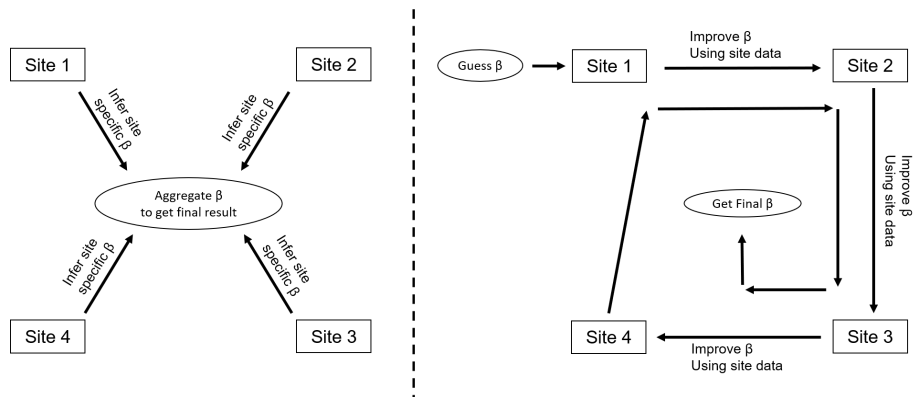 Site 1
Site 2
Infer site
specific β
Infer site
specific β
Aggregate β
to get final result
Infer site
specific β
Infer site
specific β
Site 4
Site 3
Guess β
Site 1
Improve β
Using site data
Site 2
Improve β
Using site data
Get Final β
Site 4
Improve β
Using site data
Site 3